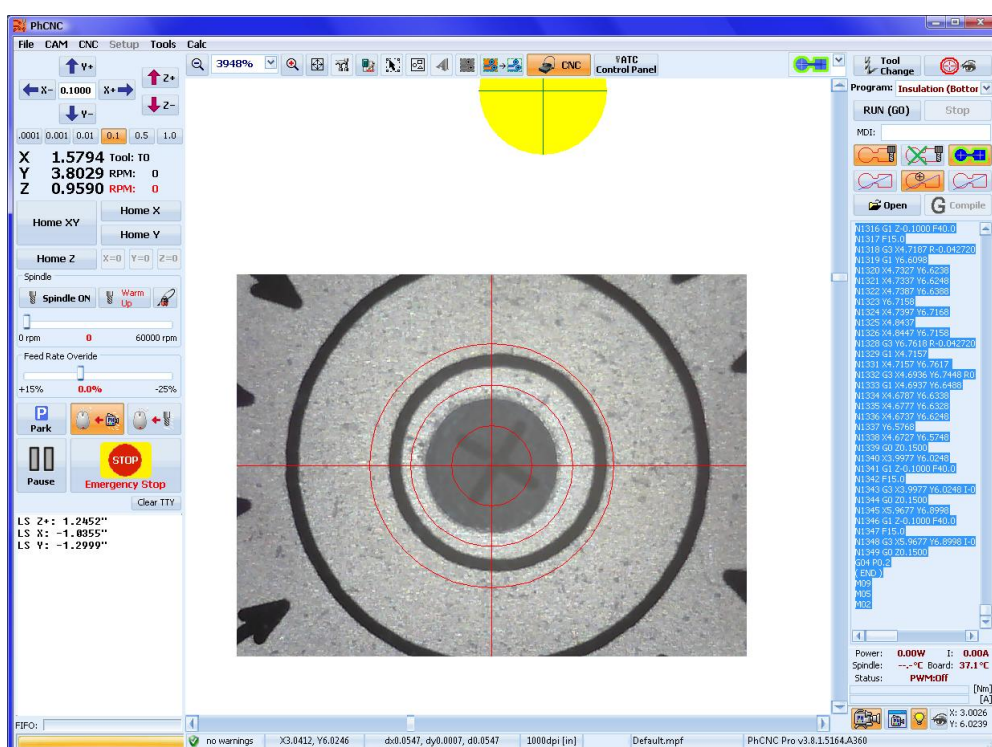 PhCNC
File CAM CNC Setup Tools Calc
Y+
X- 0.1000 X+
Y-
Z+
Z-
.0001 0.001 0.01 0.1 0.5 1.0
X 1.5794 Tool: T0
Y 3.8029 RPM: 0
Z 0.9590 RPM: 0
Home XY
Home X
Home Y
Home Z X=0 Y=0 Z=0
Spindle
Spindle ON
Warm Up
0 rpm 0 60000 rpm
Feed Rate Overide
+15% 0.0% -25%
P
Park
Pause
STOP
Emergency Stop
Clear TTY
LS Z+: 1.2452"
LS X: -1.0355"
LS Y: -1.2999"
FIFO:
3948%
CNC
ATC
Control Panel
Tool
Change
Program: Insulation (Bottor
RUN (GO) Stop
MDI:
Open G Compile
N1316 G1 Z-0.1000 F40.0
N1317 F15.0
N1318 G3 X4.7187 R-0.042720
N1319 G1 Y6.6098
N1320 X4.7327 Y6.6238
N1321 X4.7337 Y6.6248
N1322 X4.7387 Y6.6388
N1323 Y6.7158
N1324 X4.7397 Y6.7168
N1325 X4.8437
N1326 X4.8447 Y6.7158
N1328 G3 Y6.7618 R-0.042720
N1329 G1 X4.7157
N1331 X4.7157 Y6.7617
N1332 G3 X4.6936 Y6.7448 R0
N1333 G1 X4.6937 Y6.6488
N1334 X4.6787 Y6.6338
N1335 X4.6777 Y6.6328
N1336 X4.6737 Y6.6248
N1337 Y6.5768
N1338 X4.6727 Y6.5748
N1339 G0 Z0.1500
N1340 X3.9977 Y6.0248
N1341 G1 Z-0.1000 F40.0
N1342 F15.0
N1343 G3 X3.9977 Y6.0248 I-0
N1344 G0 Z0.1500
N1345 X5.9677 Y6.8998
N1346 G1 Z-0.1000 F40.0
N1347 F15.0
N1348 G3 X5.9677 Y6.8998 I-0
N1349 G0 Z0.1500
G04 P0.2
( END )
M09
M05
M02
Power: 0.00W I: 0.00A
Spindle: --.-°C Board: 37.1°C
Status: PWM:Off
[Nm]
[A]
X: 3.0026
Y: 6.0239
no warnings X3.0412, Y6.0246 dx0.0547, dy0.0007, d0.0547 1000dpi [in] Default.mpf PhCNC Pro v3.8.1.5164.A360